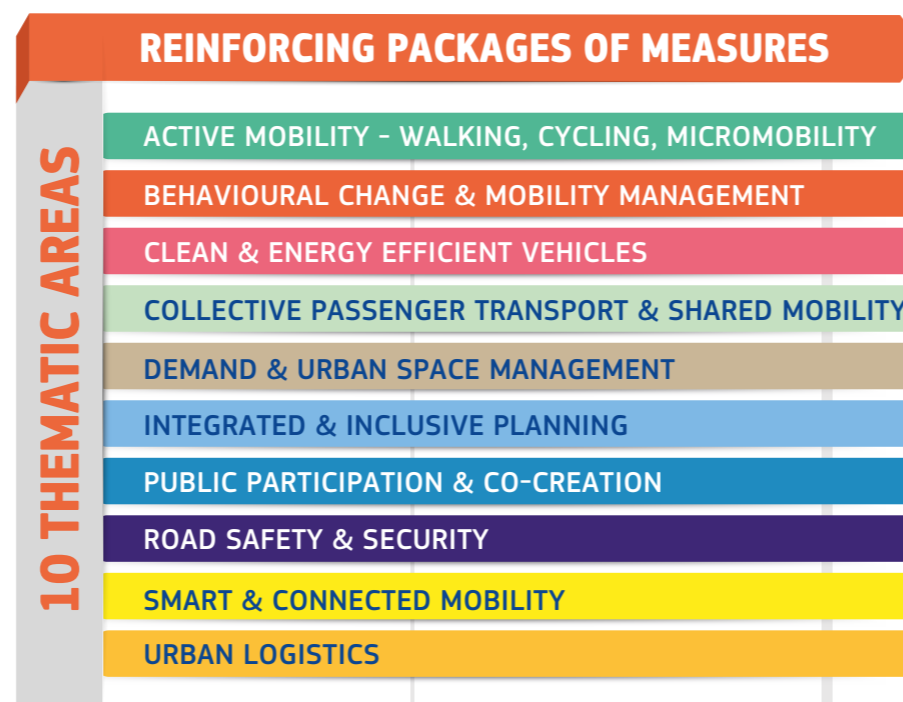 REINFORCING PACKAGES OF MEASURES
10 THEMATIC AREAS
ACTIVE MOBILITY - WALKING, CYCLING, MICROMOBILITY
BEHAVIOURAL CHANGE & MOBILITY MANAGEMENT
CLEAN & ENERGY EFFICIENT VEHICLES
COLLECTIVE PASSENGER TRANSPORT & SHARED MOBILITY
DEMAND & URBAN SPACE MANAGEMENT
INTEGRATED & INCLUSIVE PLANNING
PUBLIC PARTICIPATION & CO-CREATION
ROAD SAFETY & SECURITY
SMART & CONNECTED MOBILITY
URBAN LOGISTICS